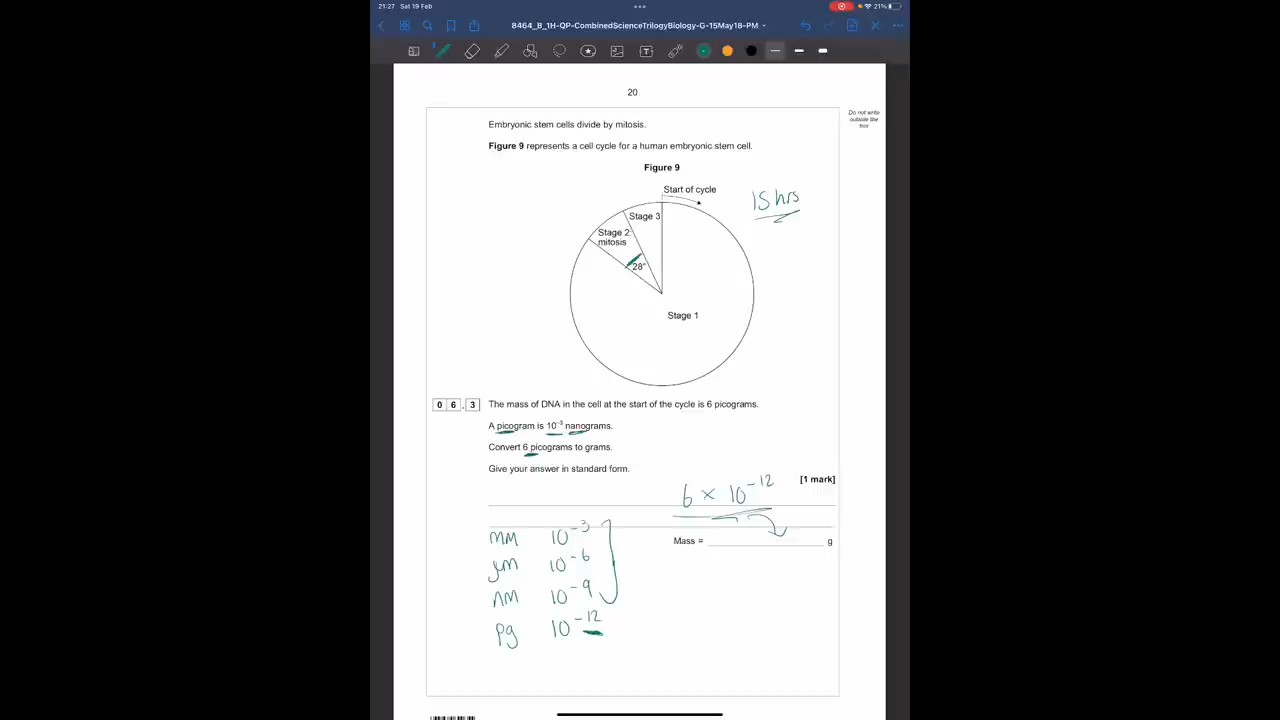 21:27 Sat 19 Feb
21%
8464_B_1H-QP-CombinedScienceTrilogyBiology-G-15May18-PM
20
Do not write
outside the
box
Embryonic stem cells divide by mitosis.
Figure 9 represents a cell cycle for a human embryonic stem cell.
Figure 9
Start of cycle
15 hrs
Stage 3
Stage 2:
mitosis
28°
Stage 1
0 6 . 3 The mass of DNA in the cell at the start of the cycle is 6 picograms.
A picogram is 10⁻³ nanograms.
Convert 6 picograms to grams.
Give your answer in standard form.
[1 mark]
6 × 10⁻¹²
Mass = g
mm 10⁻³
µm 10⁻⁶
nm 10⁻⁹
pg 10⁻¹²